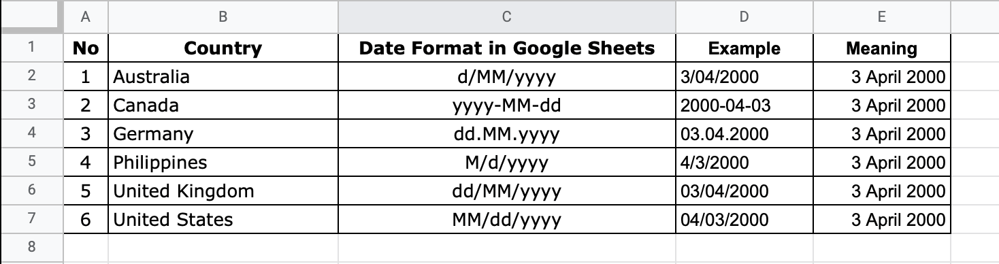 A B C D E
1 No Country Date Format in Google Sheets Example Meaning
2 1 Australia d/MM/yyyy 3/04/2000 3 April 2000
3 2 Canada yyyy-MM-dd 2000-04-03 3 April 2000
4 3 Germany dd.MM.yyyy 03.04.2000 3 April 2000
5 4 Philippines M/d/yyyy 4/3/2000 3 April 2000
6 5 United Kingdom dd/MM/yyyy 03/04/2000 3 April 2000
7 6 United States MM/dd/yyyy 04/03/2000 3 April 2000
8